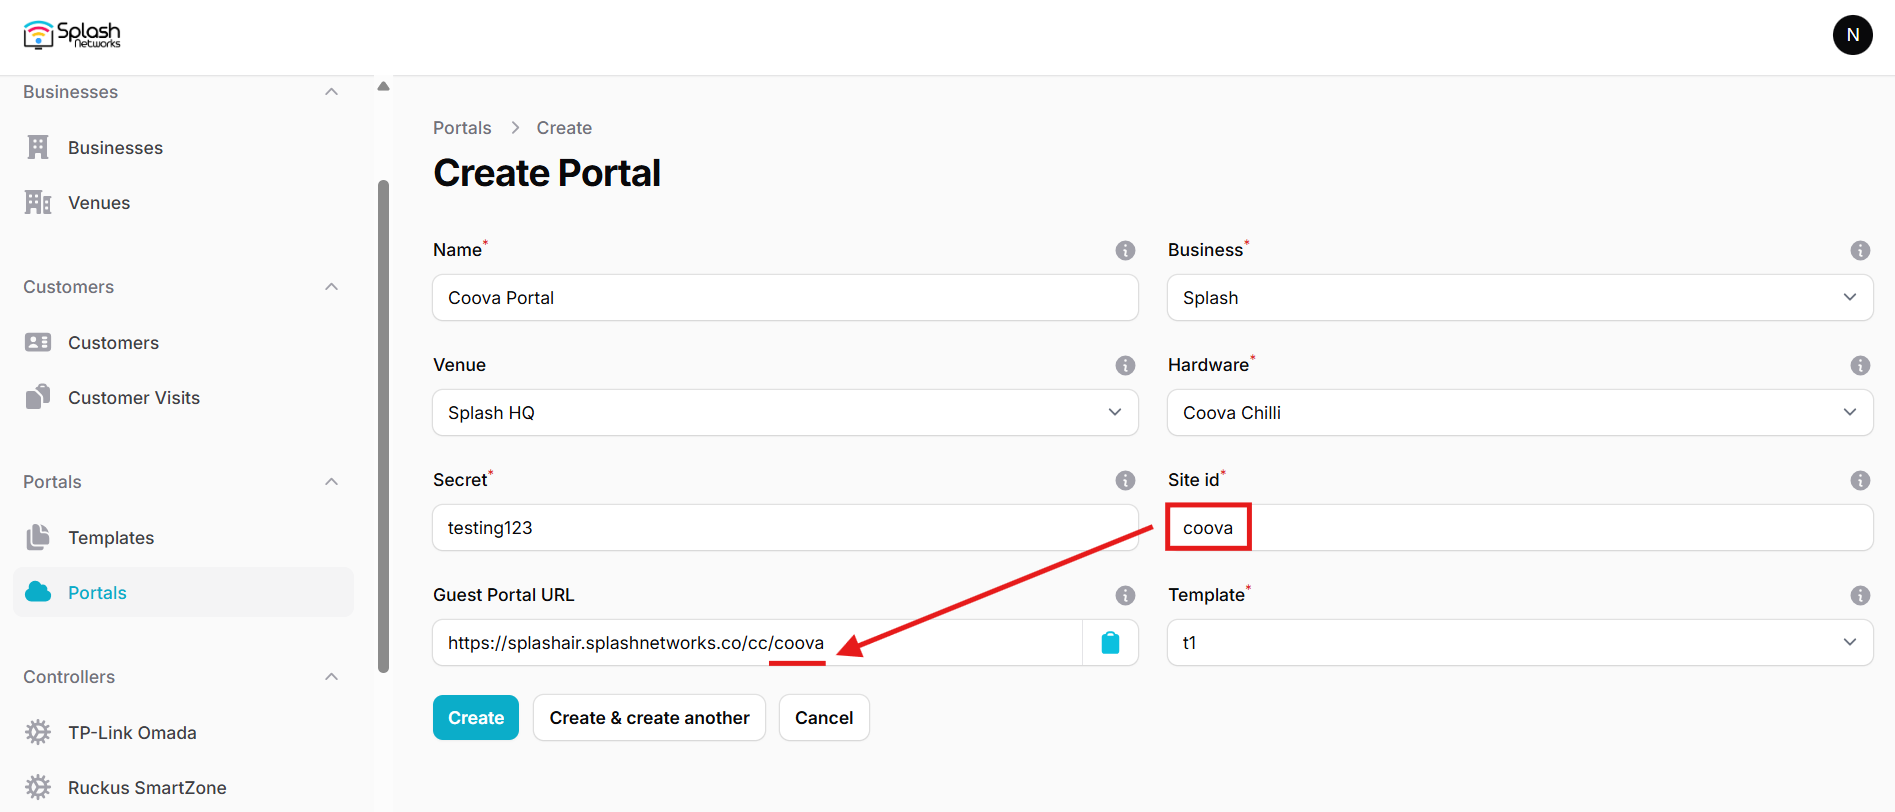 Splash
Networks
N
Businesses
Businesses
Venues
Customers
Customers
Customer Visits
Portals
Templates
Portals
Controllers
TP-Link Omada
Ruckus SmartZone
Portals > Create
Create Portal
Name*
Coova Portal
Business*
Splash
Venue
Splash HQ
Hardware*
Coova Chilli
Secret*
testing123
Site id*
coova
Guest Portal URL
https://splashair.splashnetworks.co/cc/coova
Template*
t1
Create
Create & create another
Cancel